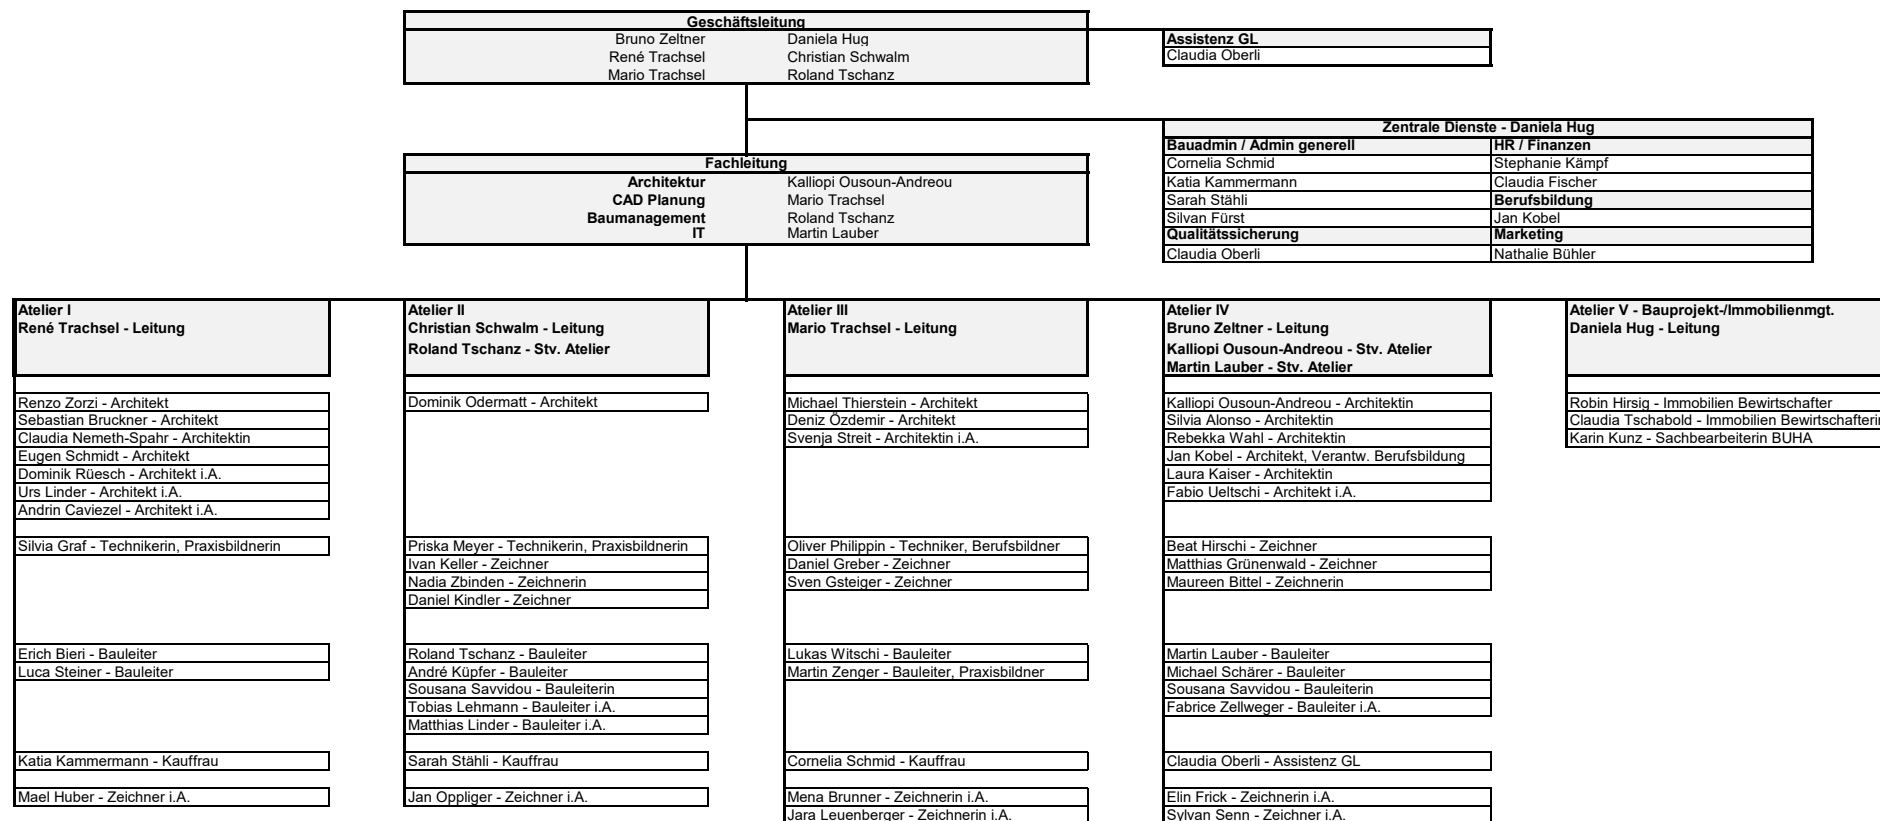 Geschäftsleitung
Bruno Zeltner Daniela Hug
René Trachsel Christian Schwalm
Mario Trachsel Roland Tschanz
Assistenz GL
Claudia Oberli
Zentrale Dienste - Daniela Hug
Bauadmin / Admin generell HR / Finanzen
Cornelia Schmid Stephanie Kämpf
Katia Kammermann Claudia Fischer
Sarah Stähli Berufsbildung
Silvan Fürst Jan Kobel
Qualitätssicherung Marketing
Claudia Oberli Nathalie Bühler
Fachleitung
Architektur Kalliopi Ousoun-Andreou
CAD Planung Mario Trachsel
Baumanagement Roland Tschanz
IT Martin Lauber
Atelier I
René Trachsel - Leitung
Renzo Zorzi - Architekt
Sebastian Bruckner - Architekt
Claudia Nemeth-Spahr - Architektin
Eugen Schmidt - Architekt
Dominik Rüesch - Architekt i.A.
Urs Linder - Architekt i.A.
Andrin Caviezel - Architekt i.A.
Silvia Graf - Technikerin, Praxisbildnerin
Erich Bieri - Bauleiter
Luca Steiner - Bauleiter
Katia Kammermann - Kauffrau
Mael Huber - Zeichner i.A.
Atelier II
Christian Schwalm - Leitung
Roland Tschanz - Stv. Atelier
Dominik Odermatt - Architekt
Priska Meyer - Technikerin, Praxisbildnerin
Ivan Keller - Zeichner
Nadia Zbinden - Zeichnerin
Daniel Kindler - Zeichner
Roland Tschanz - Bauleiter
André Küpfer - Bauleiter
Sousana Savvidou - Bauleiterin
Tobias Lehmann - Bauleiter i.A.
Matthias Linder - Bauleiter i.A.
Sarah Stähli - Kauffrau
Jan Oppliger - Zeichner i.A.
Atelier III
Mario Trachsel - Leitung
Michael Thierstein - Architekt
Deniz Özdemir - Architekt
Svenja Streit - Architektin i.A.
Oliver Philippin - Techniker, Berufsbildner
Daniel Greber - Zeichner
Sven Gsteiger - Zeichner
Lukas Witschi - Bauleiter
Martin Zenger - Bauleiter, Praxisbildner
Cornelia Schmid - Kauffrau
Mena Brunner - Zeichnerin i.A.
Jara Leuenberger - Zeichnerin i.A.
Atelier IV
Bruno Zeltner - Leitung
Kalliopi Ousoun-Andreou - Stv. Atelier
Martin Lauber - Stv. Atelier
Kalliopi Ousoun-Andreou - Architektin
Silvia Alonso - Architektin
Rebekka Wahl - Architektin
Jan Kobel - Architekt, Verantw. Berufsbildung
Laura Kaiser - Architektin
Fabio Ueltschi - Architekt i.A.
Beat Hirschi - Zeichner
Matthias Grünenwald - Zeichner
Maureen Bittel - Zeichnerin
Martin Lauber - Bauleiter
Michael Schärer - Bauleiter
Sousana Savvidou - Bauleiterin
Fabrice Zellweger - Bauleiter i.A.
Claudia Oberli - Assistenz GL
Elin Frick - Zeichnerin i.A.
Sylvan Senn - Zeichner i.A.
Atelier V - Bauprojekt-/Immobilienmgt.
Daniela Hug - Leitung
Robin Hirsig - Immobilien Bewirtschafter
Claudia Tschabold - Immobilien Bewirtschafterin
Karin Kunz - Sachbearbeiterin BUHA